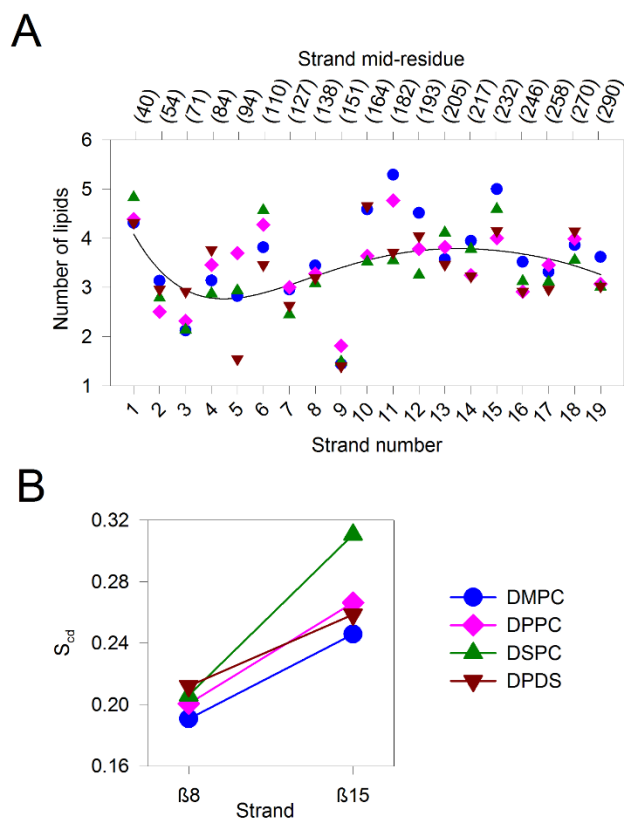 A
Strand mid-residue
(40) (54) (71) (84) (94) (110) (127) (138) (151) (164) (182) (193) (205) (217) (232) (246) (258) (270) (290)
Number of lipids
6
5
4
3
2
1
1 2 3 4 5 6 7 8 9 10 11 12 13 14 15 16 17 18 19
Strand number
B
S_cd
0.32
0.28
0.24
0.20
0.16
ß8 ß15
Strand
DMPC
DPPC
DSPC
DPDS